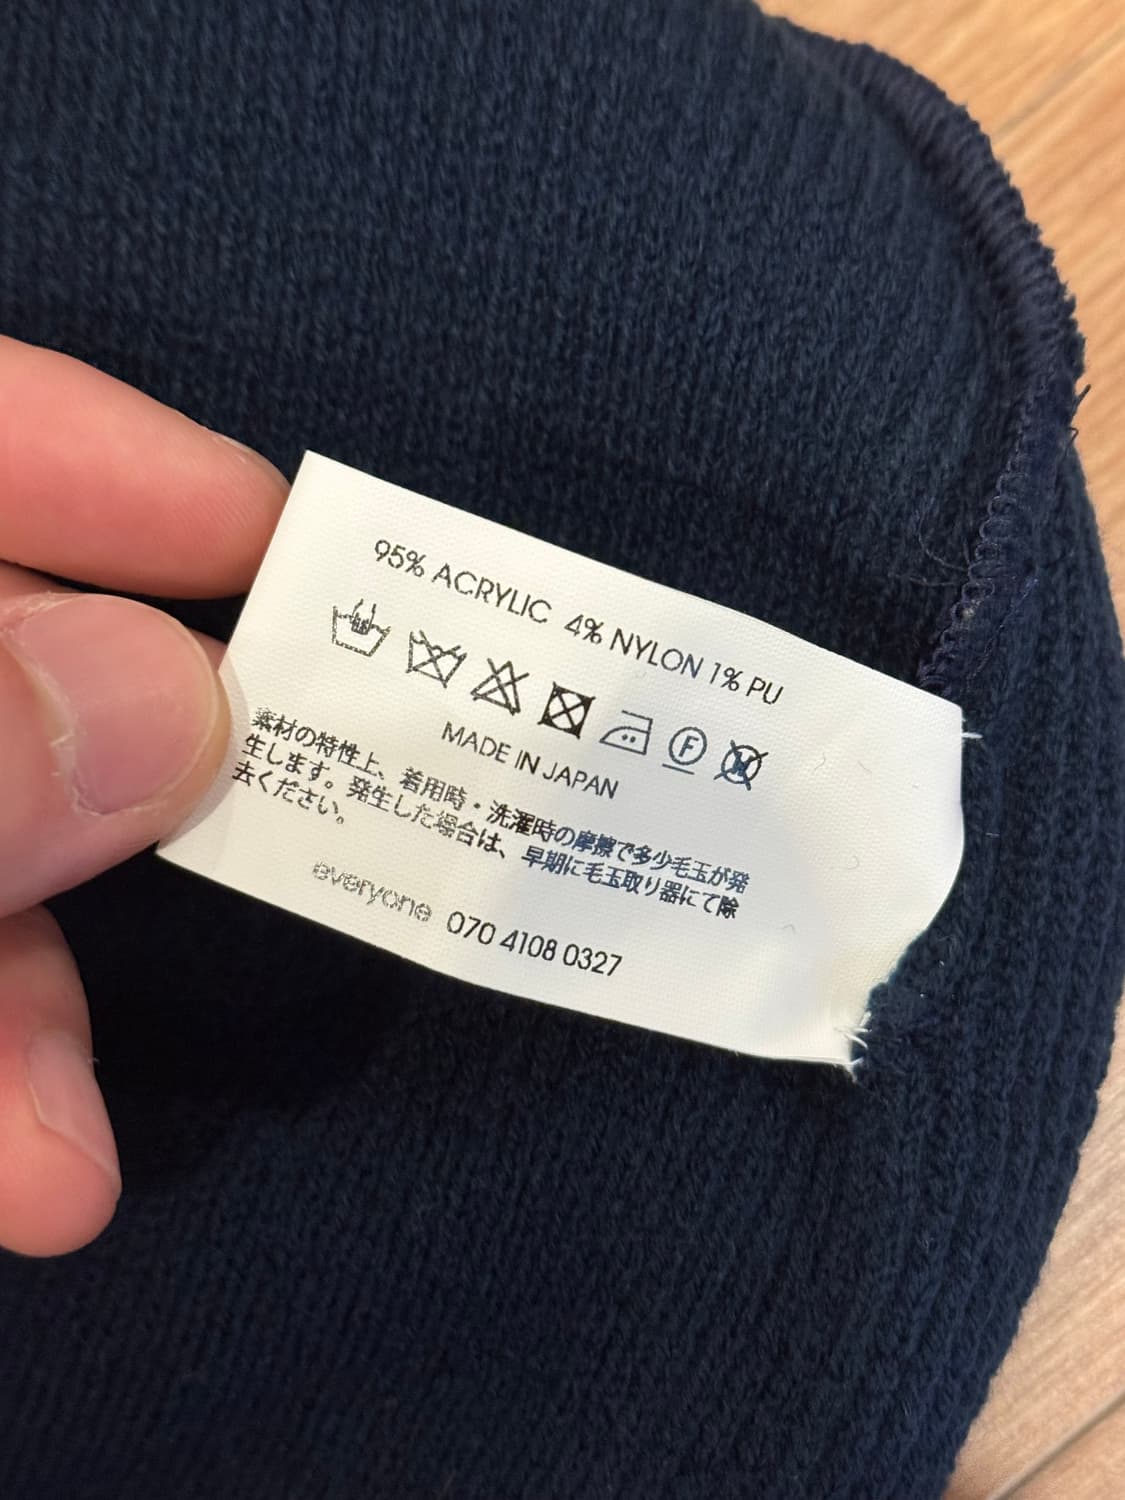 95% ACRYLIC 4% NYLON 1% PU
F
W
MADE IN JAPAN
素材の特性上、着用時・洗濯時の摩擦で多少毛玉が発
生します。発生した場合は、早期に毛玉取り器にて除
去ください。
everyone 070 4108 0327